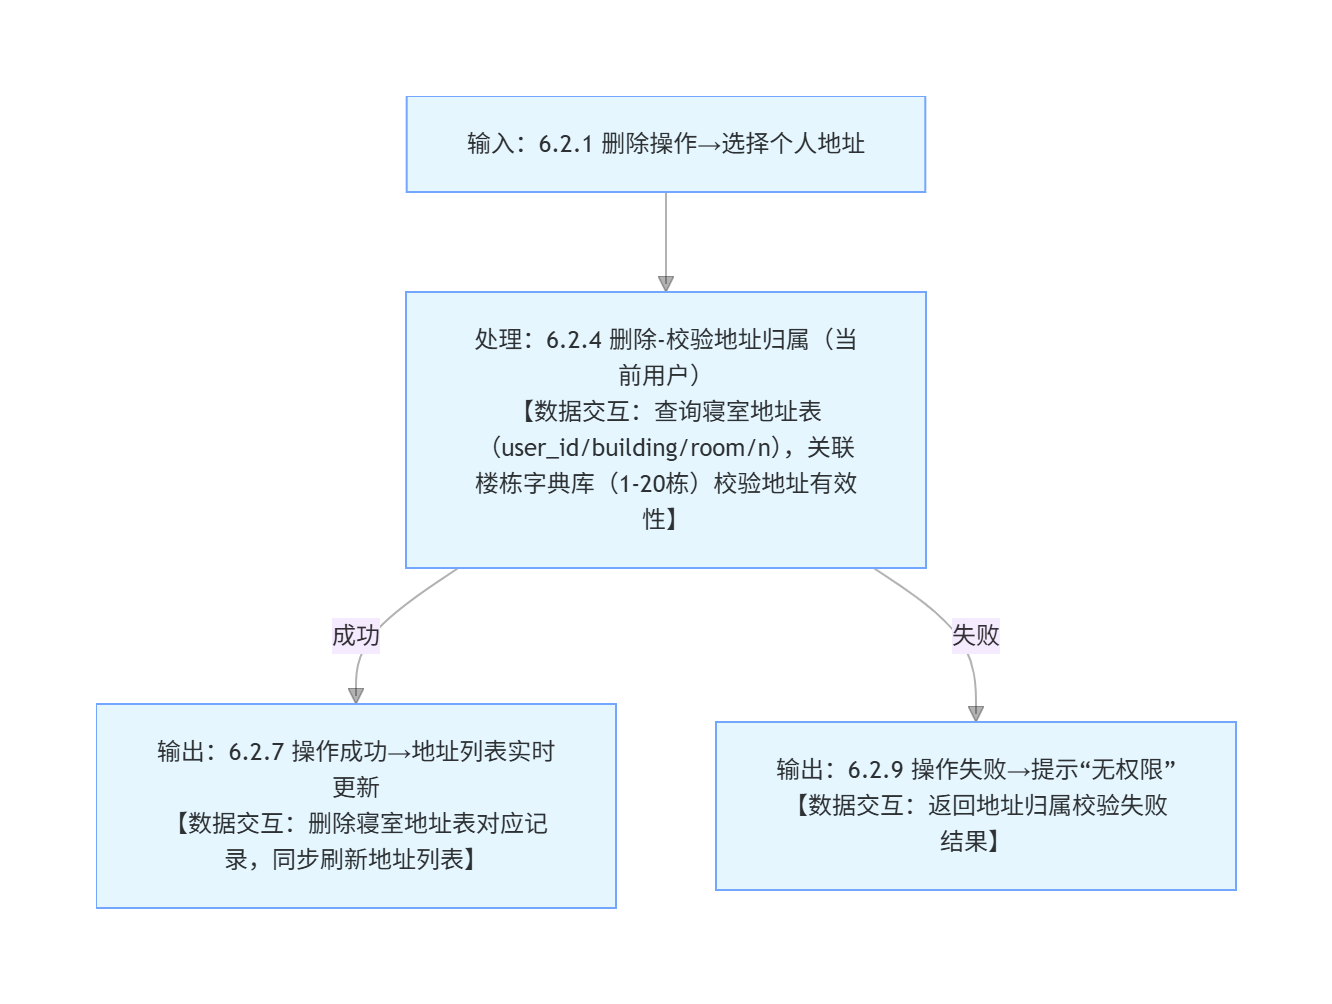 输入：6.2.1 删除操作→选择个人地址
处理：6.2.4 删除-校验地址归属（当
前用户）
【数据交互：查询寝室地址表
（user_id/building/room/n），关联
楼栋字典库（1-20栋）校验地址有效
性】
成功
失败
输出：6.2.7 操作成功→地址列表实时
更新
【数据交互：删除寝室地址表对应记
录，同步刷新地址列表】
输出：6.2.9 操作失败→提示“无权限”
【数据交互：返回地址归属校验失败
结果】